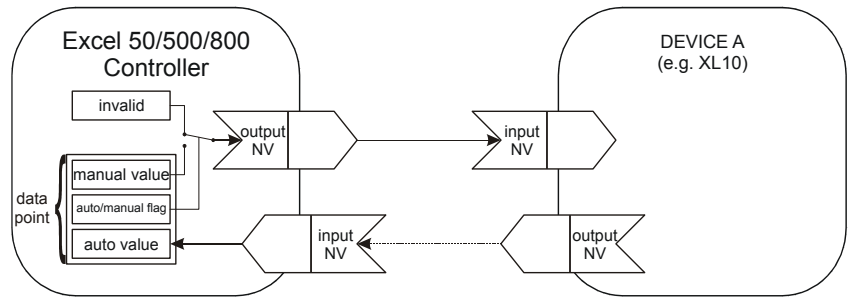 Excel 50/500/800
Controller
DEVICE A
(e.g. XL10)
invalid
output
NV
input
NV
manual value
data
point
auto/manual flag
auto value
input
NV
output
NV